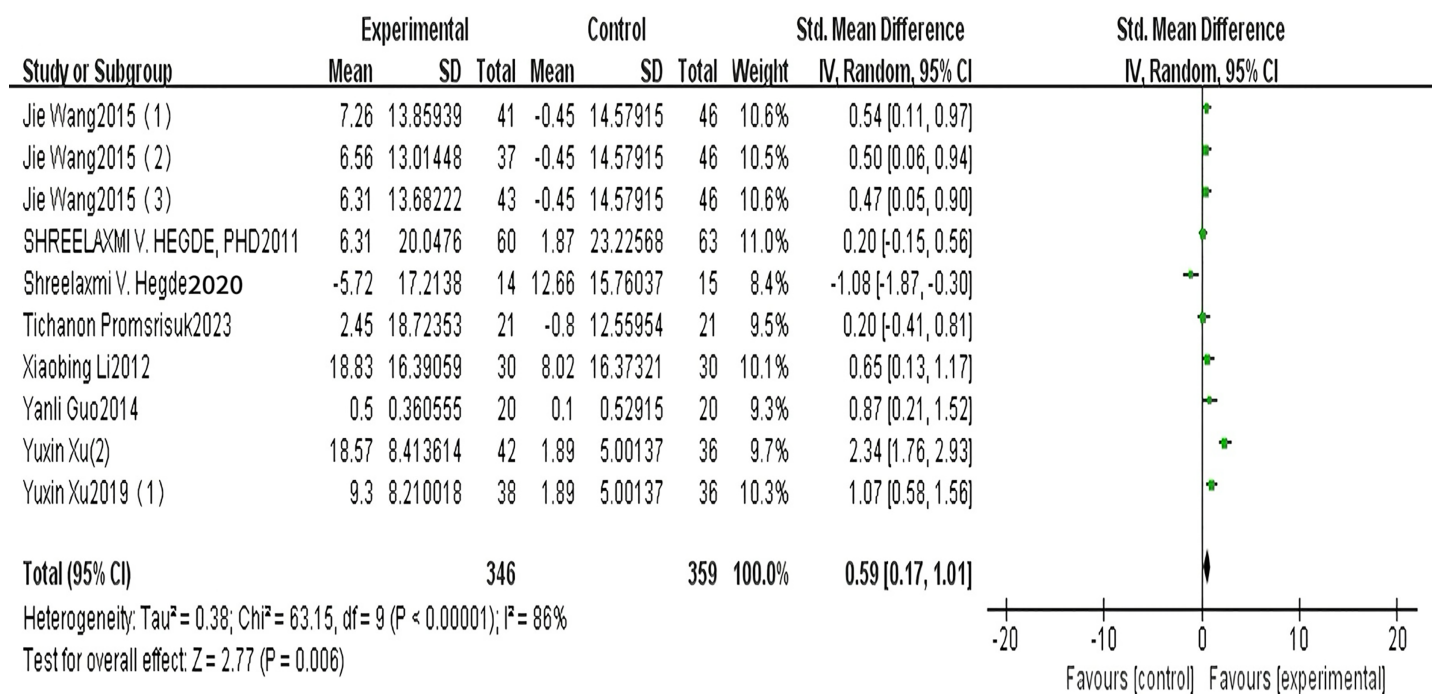 Experimental Control Std. Mean Difference Std. Mean Difference
Study or Subgroup Mean SD Total Mean SD Total Weight IV, Random, 95% CI IV, Random, 95% CI
Jie Wang2015 (1) 7.26 13.85939 41 -0.45 14.57915 46 10.6% 0.54 [0.11, 0.97]
Jie Wang2015 (2) 6.56 13.01448 37 -0.45 14.57915 46 10.5% 0.50 [0.06, 0.94]
Jie Wang2015 (3) 6.31 13.68222 43 -0.45 14.57915 46 10.6% 0.47 [0.05, 0.90]
SHREELAXMI V. HEGDE, PHD2011 6.31 20.0476 60 1.87 23.22568 63 11.0% 0.20 [-0.15, 0.56]
Shreelaxmi V. Hegde2020 -5.72 17.2138 14 12.66 15.76037 15 8.4% -1.08 [-1.87, -0.30]
Tichanon Promsrisuk2023 2.45 18.72353 21 -0.8 12.55954 21 9.5% 0.20 [-0.41, 0.81]
Xiaobing Li2012 18.83 16.39059 30 8.02 16.37321 30 10.1% 0.65 [0.13, 1.17]
Yanli Guo2014 0.5 0.360555 20 0.1 0.52915 20 9.3% 0.87 [0.21, 1.52]
Yuxin Xu(2) 18.57 8.413614 42 1.89 5.00137 36 9.7% 2.34 [1.76, 2.93]
Yuxin Xu2019 (1) 9.3 8.210018 38 1.89 5.00137 36 10.3% 1.07 [0.58, 1.56]
Total (95% CI) 346 359 100.0% 0.59 [0.17, 1.01]
Heterogeneity: Tau² = 0.38; Chi² = 63.15, df = 9 (P < 0.00001); I² = 86%
Test for overall effect: Z = 2.77 (P = 0.006)
-20 -10 0 10 20
Favours [control] Favours [experimental]